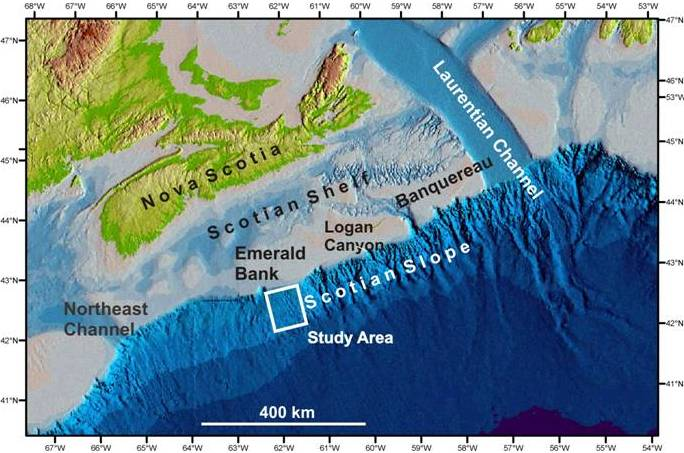 68°W 67°W 66°W 65°W 64°W 63°W 62°W 61°W 60°W 59°W 58°W 57°W 56°W 55°W 54°W 53°W
47°N
47°N
46°N
46°N
53°W
45°N
45°N
44°N
44°N
43°N
43°N
42°N
42°N
41°N
41°N
Laurentian Channel
Nova Scotia
Scotian Shelf
Banquereau
Logan
Canyon
Emerald
Bank
Scotian Slope
Northeast
Channel
Study Area
400 km
67°W 66°W 65°W 64°W 63°W 62°W 61°W 60°W 59°W 58°W 57°W 56°W 55°W 54°W